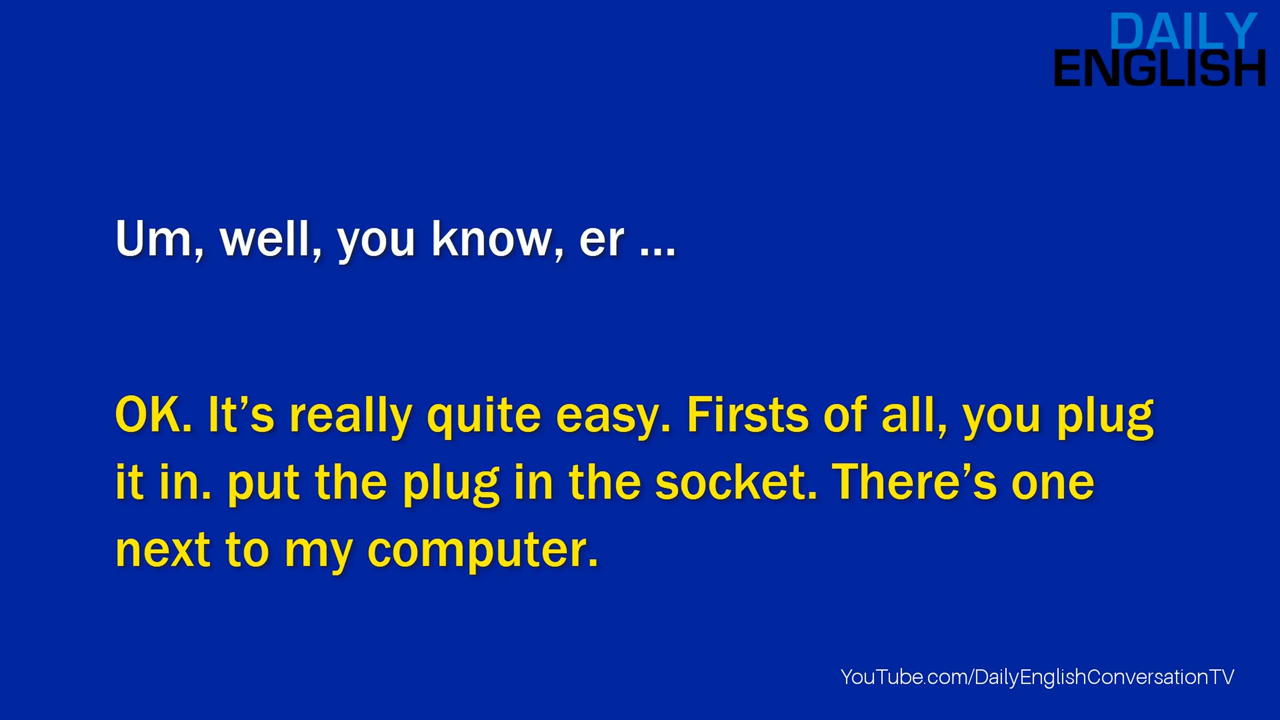 DAILY
ENGLISH
Um, well, you know, er ...
OK. It’s really quite easy. Firsts of all, you plug
it in. put the plug in the socket. There’s one
next to my computer.
YouTube.com/DailyEnglishConversationTV